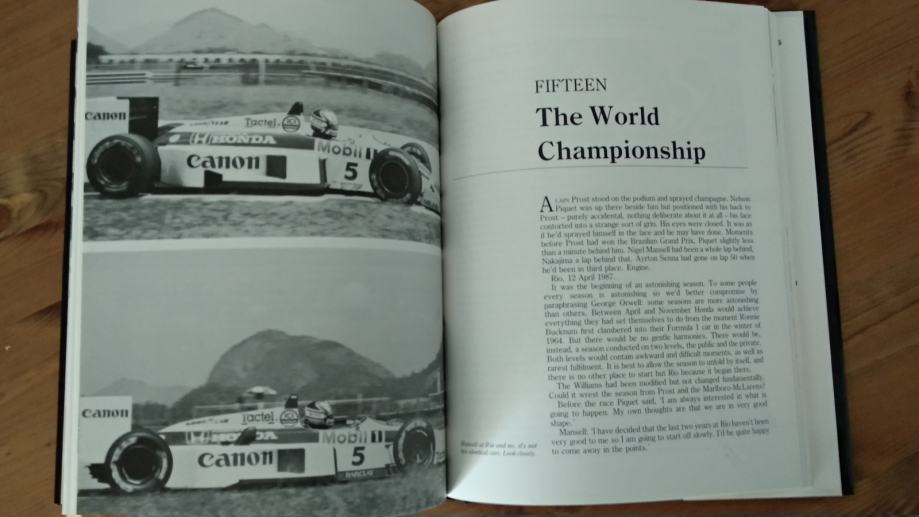 Canon
Tactel
ICI
HONDA
Mobil 1
Canon
5
Canon
Tactel
ICI
HONDA
Mobil 1
Canon
5
BARCLAY
FIFTEEN
The World
Championship
ALAIN Prost stood on the podium and sprayed champagne. Nelson
Piquet was up there beside him but positioned with his back to
Prost – purely accidental, nothing deliberate about it at all – his face
contorted into a strange sort of grin. His eyes were closed. It was as
if he'd sprayed himself in the face and he may have done. Moments
before Prost had won the Brazilian Grand Prix, Piquet slightly less
than a minute behind him. Nigel Mansell had been a whole lap behind,
Nakajima a lap behind that. Ayrton Senna had gone on lap 50 when
he'd been in third place. Engine.
Rio, 12 April 1987.
It was the beginning of an astonishing season. To some people
every season is astonishing so we'd better compromise by
paraphrasing George Orwell: some seasons are more astonishing
than others. Between April and November Honda would achieve
everything they had set themselves to do from the moment Ronnie
Bucknum first clambered into their Formula 1 car in the winter of
1964. But there would be no gentle harmonies. There would be,
instead, a season conducted on two levels, the public and the private.
Both levels would contain awkward and difficult moments, as well as
rarest fulfilment. It is best to allow the season to unfold by itself, and
there is no other place to start but Rio because it began there.
The Williams had been modified but not changed fundamentally.
Could it wrest the season from Prost and the Marlboro-McLarens?
Before the race Piquet said, 'I am always interested in what is
going to happen. My own thoughts are that we are in very good
shape.'
Mansell: 'I have decided that the last two years at Rio haven't been
very good to me so I am going to start off slowly. I'd be quite happy
to come away in the points.'
Mansell at Rio and no, it's not
two identical cars. Look closely.